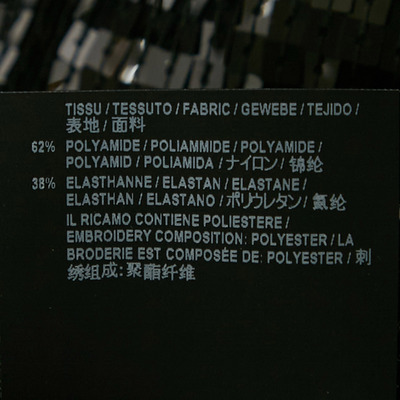 TISSU / TESSUTO / FABRIC / GEWEBE / TEJIDO /
表地 / 面料
62% POLYAMIDE / POLIAMMIDE / POLYAMIDE /
POLYAMID / POLIAMIDA / ナイロン / 锦纶
38% ELASTHANNE / ELASTAN / ELASTANE /
ELASTHAN / ELASTANO / ポリウレタン / 氨纶
IL RICAMO CONTIENE POLIESTERE /
EMBROIDERY COMPOSITION: POLYESTER / LA
BRODERIE EST COMPOSÉE DE: POLYESTER / 刺
绣组成: 聚酯纤维